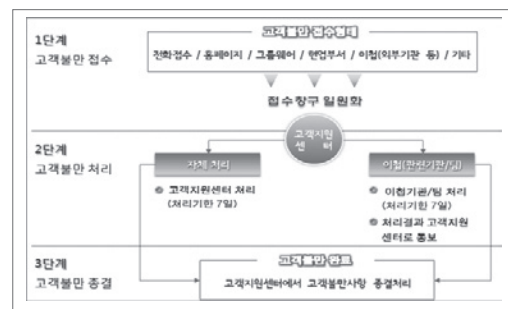 1단계
고객불만 접수
고객불만 접수형태
전화접수 / 홈페이지 / 그룹웨어 / 현업부서 / 이첩(외부기관 등) / 기타
접수창구 일원화
고객지원
센 터
2단계
고객불만 처리
자체 처리
고객지원센터 처리
(처리기한 7일)
이첩(관련기관/팀)
이첩기관/팀 처리
(처리기한 7일)
처리결과 고객지원
센터로 통보
3단계
고객불만 종결
고객불만 완료
고객지원센터에서 고객불만사항 종결처리